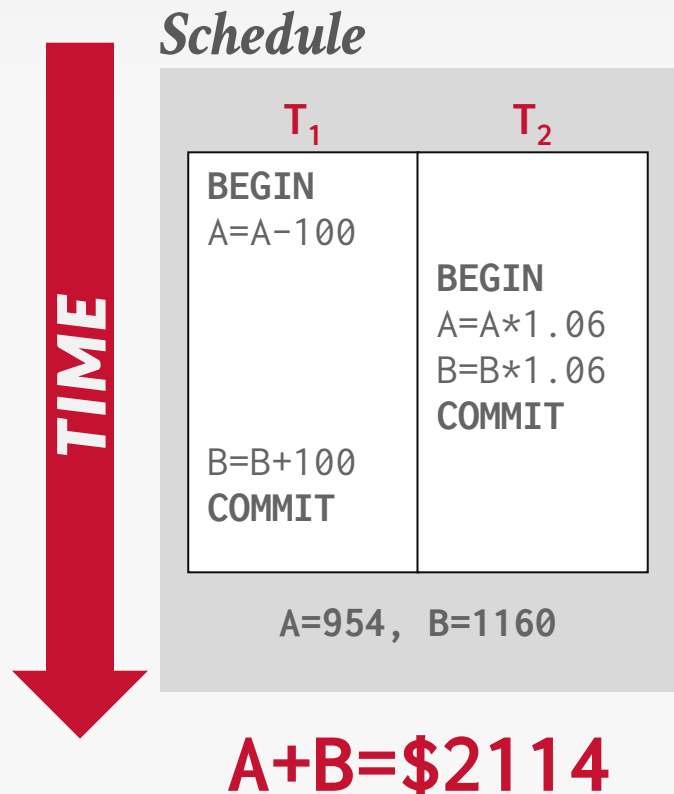 Schedule
TIME
T₁ T₂
BEGIN
A=A-100
BEGIN
A=A*1.06
B=B*1.06
COMMIT
B=B+100
COMMIT
A=954, B=1160
A+B=$2114